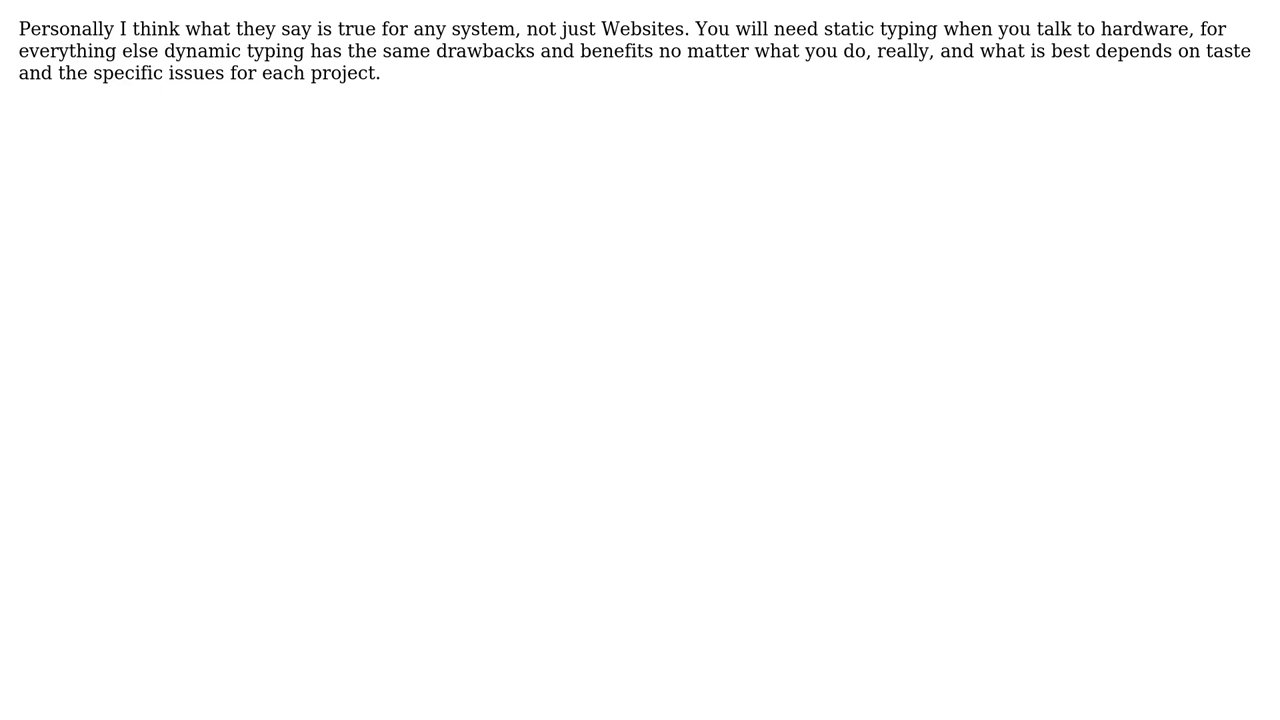 Personally I think what they say is true for any system, not just Websites. You will need static typing when you talk to hardware, for
everything else dynamic typing has the same drawbacks and benefits no matter what you do, really, and what is best depends on taste
and the specific issues for each project.